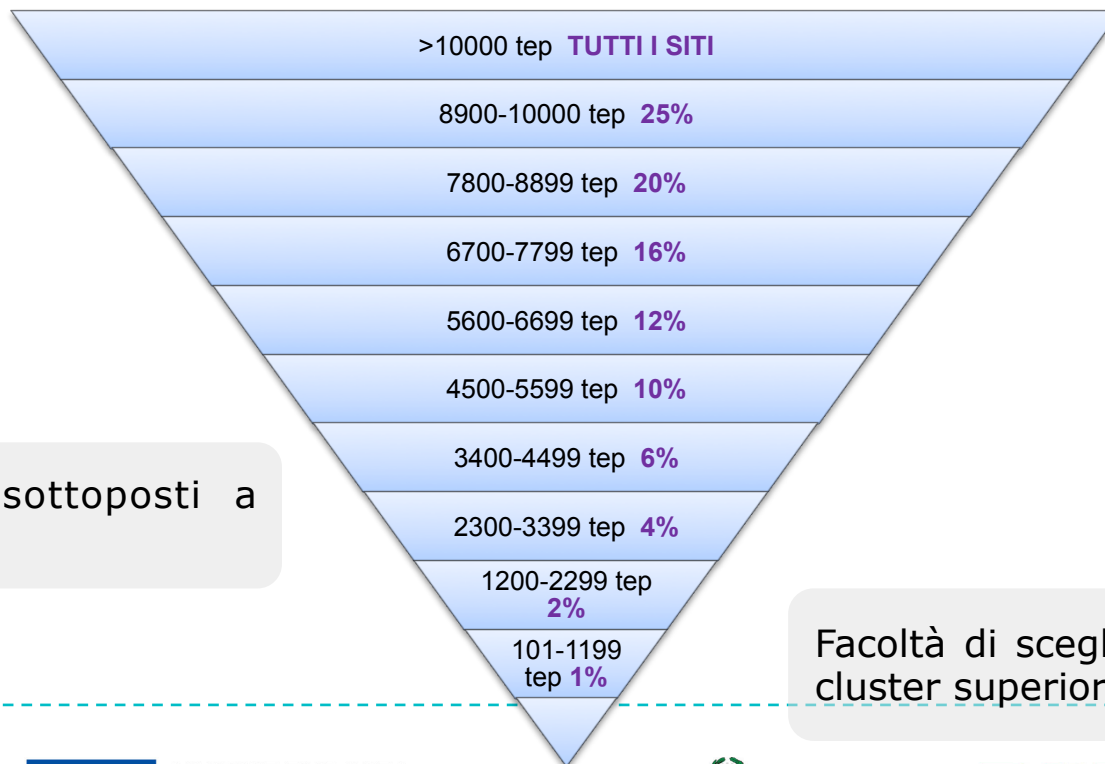 >10000 tep TUTTI I SITI
8900-10000 tep 25%
7800-8899 tep 20%
6700-7799 tep 16%
5600-6699 tep 12%
4500-5599 tep 10%
3400-4499 tep 6%
sottoposti a
2300-3399 tep 4%
1200-2299 tep
2%
101-1199
tep 1%
Facoltà di
cluster